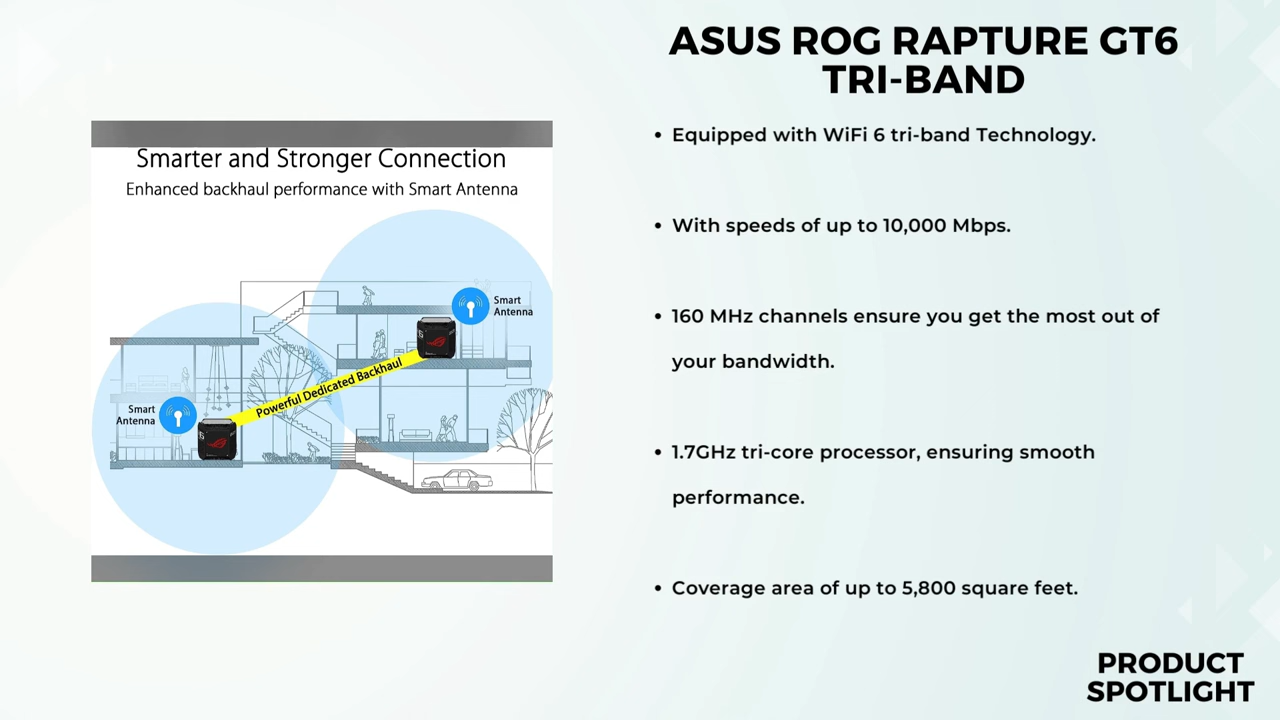 ASUS ROG RAPTURE GT6
TRI-BAND
Smarter and Stronger Connection
Enhanced backhaul performance with Smart Antenna
Smart
Antenna
Powerful Dedicated Backhaul
Smart
Antenna
• Equipped with WiFi 6 tri-band Technology.
• With speeds of up to 10,000 Mbps.
• 160 MHz channels ensure you get the most out of
your bandwidth.
• 1.7GHz tri-core processor, ensuring smooth
performance.
• Coverage area of up to 5,800 square feet.
PRODUCT
SPOTLIGHT